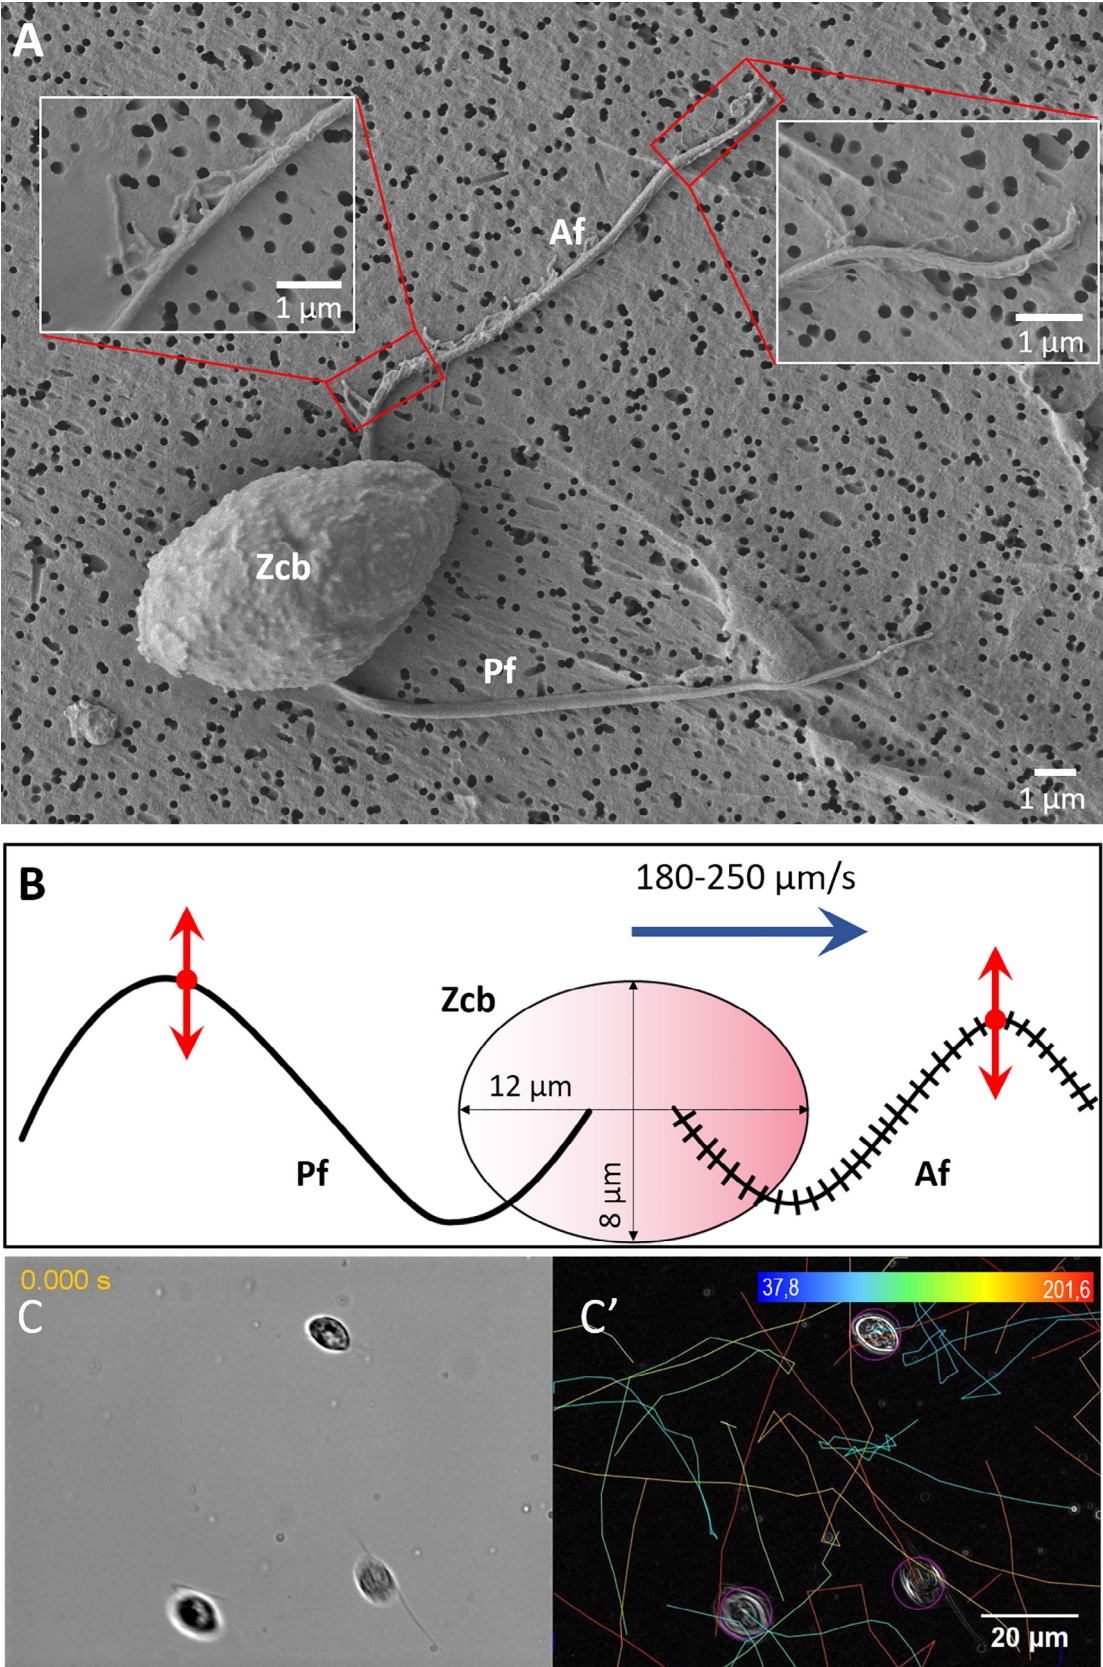 A
Af
1 µm
1 µm
Zcb
Pf
1 µm
B
180-250 µm/s
Zcb
12 µm
8 µm
Pf
Af
0.000 s
C
C’
37,8
201,6
20 µm